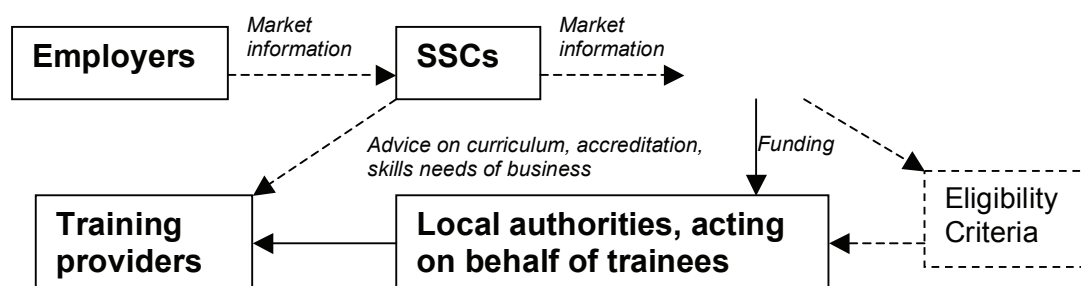 Market
information
Employers
SSCs
Market
information
Advice on curriculum, accreditation,
skills needs of business
Funding
Training
providers
Local authorities, acting
on behalf of trainees
Eligibility
Criteria